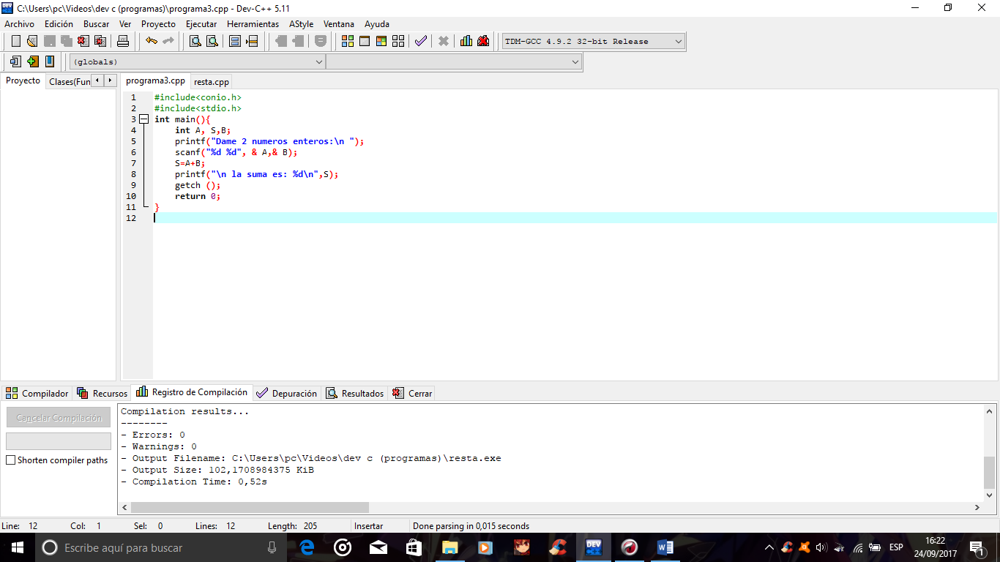 C:\Users\pc\Videos\dev c (programas)\programa3.cpp - Dev-C++ 5.11
Archivo Edición Buscar Ver Proyecto Ejecutar Herramientas AStyle Ventana Ayuda
TDM-GCC 4.9.2 32-bit Release
(globals)
Proyecto Clases(Fun programa3.cpp resta.cpp
1 #include<conio.h>
2 #include<stdio.h>
3 int main(){
4 int A, S,B;
5 printf("Dame 2 numeros enteros:\n ");
6 scanf("%d %d", & A,& B);
7 S=A+B;
8 printf("\n la suma es: %d\n",S);
9 getch ();
10 return 0;
11 }
12
Compilador Recursos Registro de Compilación Depuración Resultados Cerrar
Cancelar Compilación
Shorten compiler paths
Compilation results...
--------
- Errors: 0
- Warnings: 0
- Output Filename: C:\Users\pc\Videos\dev c (programas)\resta.exe
- Output Size: 102,1708984375 KiB
- Compilation Time: 0,52s
Line: 12 Col: 1 Sel: 0 Lines: 12 Length: 205 Insertar Done parsing in 0,015 seconds
Escribe aquí para buscar
DEV
ESP
16:22
24/09/2017
1